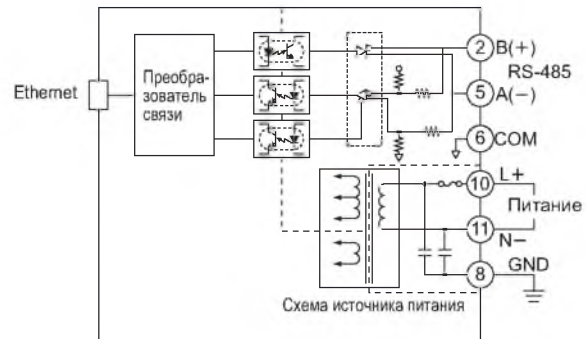 Ethernet
Преобра-
зователь
связи
2 B(+)
RS-485
5 A(−)
6 COM
10 L+
Питание
11 N−
8 GND
Схема источника питания